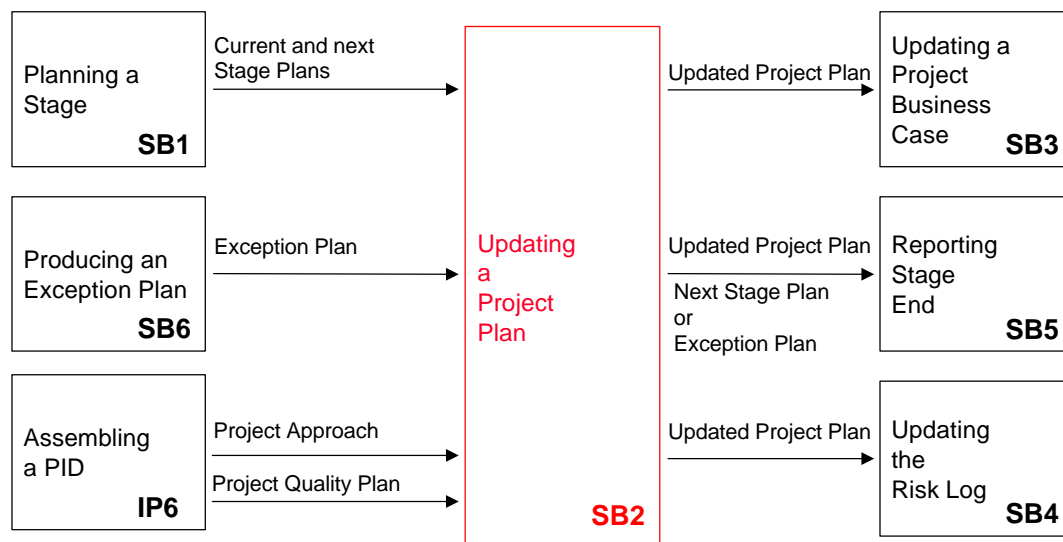 Planning a
Stage
SB1
Current and next
Stage Plans
Producing an
Exception Plan
SB6
Exception Plan
Assembling
a PID
IP6
Project Approach
Project Quality Plan
Updating
a
Project
Plan
SB2
Updated Project Plan
Updating a
Project
Business
Case
SB3
Updated Project Plan
Next Stage Plan
or
Exception Plan
Reporting
Stage
End
SB5
Updated Project Plan
Updating
the
Risk Log
SB4